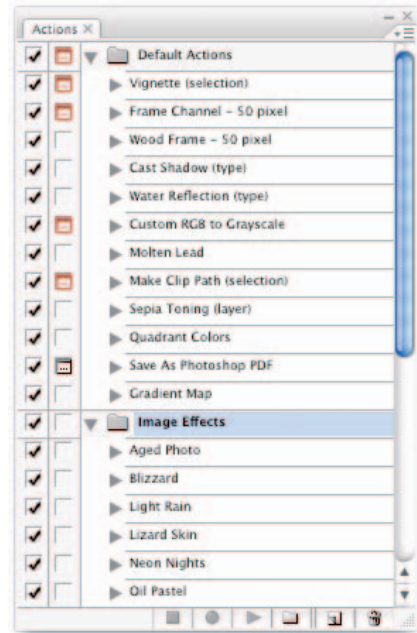 Actions
Default Actions
Vignette (selection)
Frame Channel – 50 pixel
Wood Frame – 50 pixel
Cast Shadow (type)
Water Reflection (type)
Custom RGB to Grayscale
Molten Lead
Make Clip Path (selection)
Sepia Toning (layer)
Quadrant Colors
Save As Photoshop PDF
Gradient Map
Image Effects
Aged Photo
Blizzard
Light Rain
Lizard Skin
Neon Nights
Oil Pastel